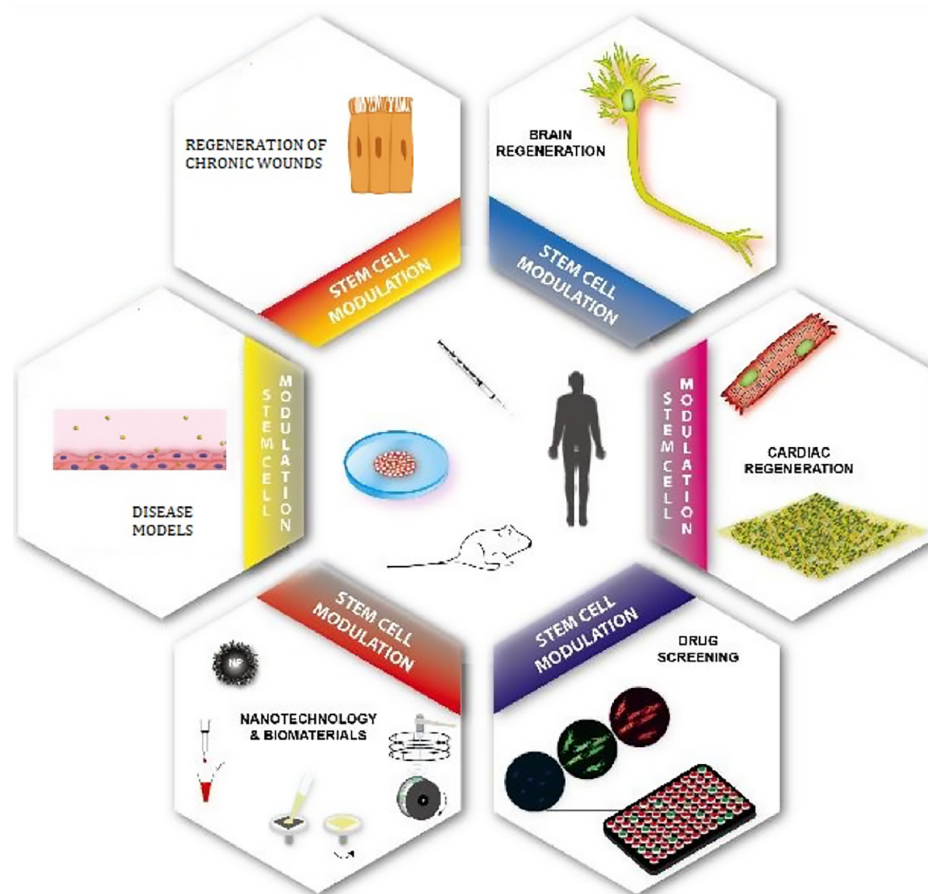 REGENERATION OF
CHRONIC WOUNDS
STEM CELL
MODULATION
BRAIN
REGENERATION
STEM CELL
MODULATION
DISEASE
MODELS
STEM CELL
MODULATION
STEM CELL
MODULATION
CARDIAC
REGENERATION
NP
NANOTECHNOLOGY
& BIOMATERIALS
STEM CELL
MODULATION
STEM CELL
MODULATION
DRUG
SCREENING